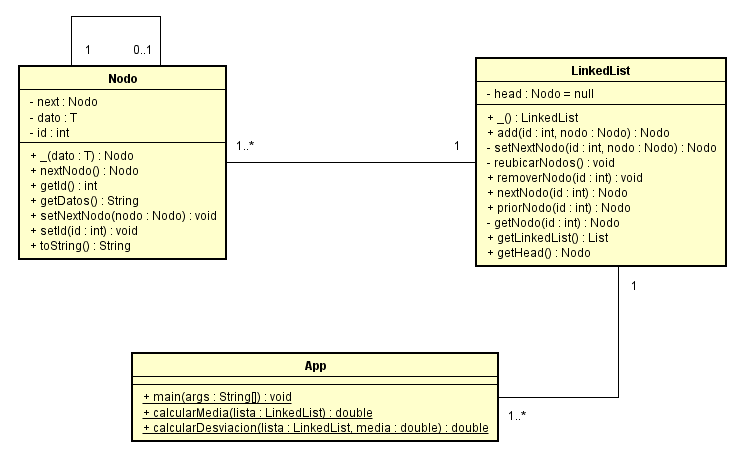 1
0..1
Nodo
- next : Nodo
- dato : T
- id : int
+ _(dato : T) : Nodo
+ nextNodo() : Nodo
+ getId() : int
+ getDatos() : String
+ setNextNodo(nodo : Nodo) : void
+ setId(id : int) : void
+ toString() : String
1..*
1
LinkedList
- head : Nodo = null
+ _() : LinkedList
+ add(id : int, nodo : Nodo) : Nodo
- setNextNodo(id : int, nodo : Nodo) : Nodo
- reubicarNodos() : void
+ removerNodo(id : int) : void
+ nextNodo(id : int) : Nodo
+ priorNodo(id : int) : Nodo
- getNodo(id : int) : Nodo
+ getLinkedList() : List
+ getHead() : Nodo
1
App
+ main(args : String[]) : void
+ calcularMedia(lista : LinkedList) : double
+ calcularDesviacion(lista : LinkedList, media : double) : double
1..*